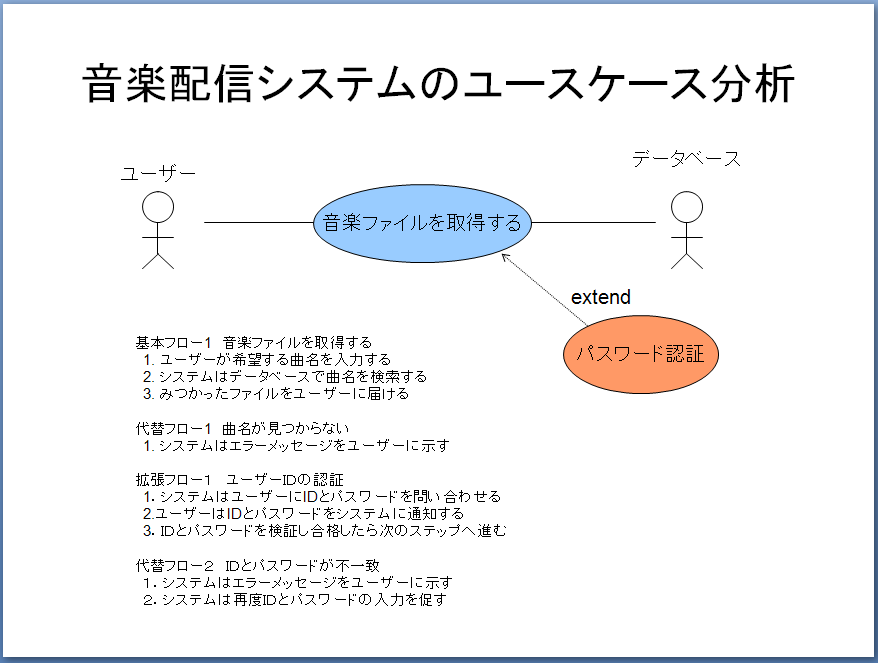 音楽配信システムのユースケース分析
データベース
ユーザー
音楽ファイルを取得する
extend
パスワード認証
基本フロー1　音楽ファイルを取得する
1. ユーザーが希望する曲名を入力する
2. システムはデータベースで曲名を検索する
3. みつかったファイルをユーザーに届ける
代替フロー1　曲名が見つからない
1. システムはエラーメッセージをユーザーに示す
拡張フロー１　ユーザーIDの認証
1. システムはユーザーにIDとパスワードを問い合わせる
2.ユーザーはIDとパスワードをシステムに通知する
3. IDとパスワードを検証し合格したら次のステップへ進む
代替フロー２　IDとパスワードが不一致
１. システムはエラーメッセージをユーザーに示す
２. システムは再度IDとパスワードの入力を促す